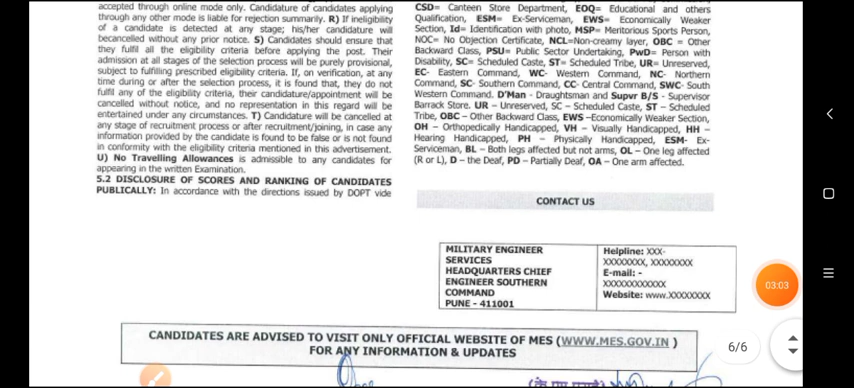 accepted through online mode only. Candidature of candidates applying
through any other mode is liable for rejection summarily. R) If ineligibility
of a candidate is detected at any stage; his/her candidature will
becancelled without any prior notice. S) Candidates should ensure that
they fulfil all the eligibility criteria before applying the post. Their
admission at all stages of the selection process will be purely provisional,
subject to fulfilling prescribed eligibility criteria. If, on verification, at any
time during or after the selection process, it is found that, they do not
fulfil any of the eligibility criteria, their candidature/appointment will be
cancelled without notice, and no representation in this regard will be
entertained under any circumstances. T) Candidature will be cancelled at
any stage of recruitment process or after recruitment/joining, in case any
information provided by the candidate is found to be false or is not found
in conformity with the eligibility criteria mentioned in this advertisement.
U) No Travelling Allowances is admissible to any candidates for
appearing in the written Examination.
5.2 DISCLOSURE OF SCORES AND RANKING OF CANDIDATES
PUBLICALLY: In accordance with the directions issued by DOPT vide
CSD= Canteen Store Department, EOQ= Educational and others
Qualification, ESM= Ex-Serviceman, EWS= Economically Weaker
Section, Id= Identification with photo, MSP= Meritorious Sports Person,
NOC= No Objection Certificate, NCL=Non-creamy layer, OBC = Other
Backward Class, PSU= Public Sector Undertaking, PwD= Person with
Disability, SC= Scheduled Caste, ST= Scheduled Tribe, UR= Unreserved,
EC- Eastern Command, WC- Western Command, NC- Northern
Command, SC- Southern Command, CC- Central Command, SWC- South
Western Command. D'Man - Draughtsman and Supvr B/S - Supervisor
Barrack Store. UR – Unreserved, SC – Scheduled Caste, ST – Scheduled
Tribe, OBC – Other Backward Class, EWS –Economically Weaker Section,
OH – Orthopedically Handicapped, VH – Visually Handicapped, HH –
Hearing Handicapped, PH – Physically Handicapped, ESM- Ex-
Serviceman, BL – Both legs affected but not arms, OL – One leg affected
(R or L), D – the Deaf, PD – Partially Deaf, OA – One arm affected.
CONTACT US
MILITARY ENGINEER
SERVICES
HEADQUARTERS CHIEF
ENGINEER SOUTHERN
COMMAND
PUNE - 411001
Helpline: XXX-
XXXXXXXX, XXXXXXXX
E-mail: -
XXXXXXXXXXXX
Website: www.XXXXXXXX
03:03
CANDIDATES ARE ADVISED TO VISIT ONLY OFFICIAL WEBSITE OF MES (WWW.MES.GOV.IN )
FOR ANY INFORMATION & UPDATES
6/6